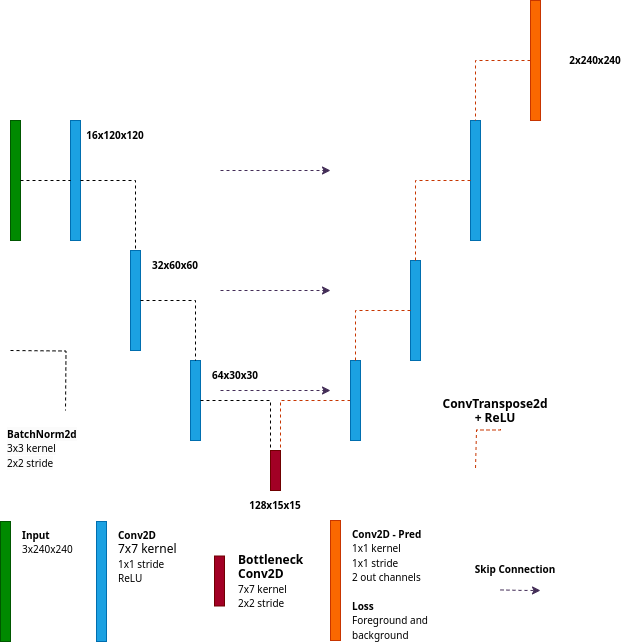 2x240x240
16x120x120
32x60x60
64x30x30
ConvTranspose2d
+ ReLU
BatchNorm2d
3x3 kernel
2x2 stride
128x15x15
Input
3x240x240
Conv2D
7x7 kernel
1x1 stride
ReLU
Bottleneck
Conv2D
7x7 kernel
2x2 stride
Conv2D - Pred
1x1 kernel
1x1 stride
2 out channels
Loss
Foreground and
background
Skip Connection